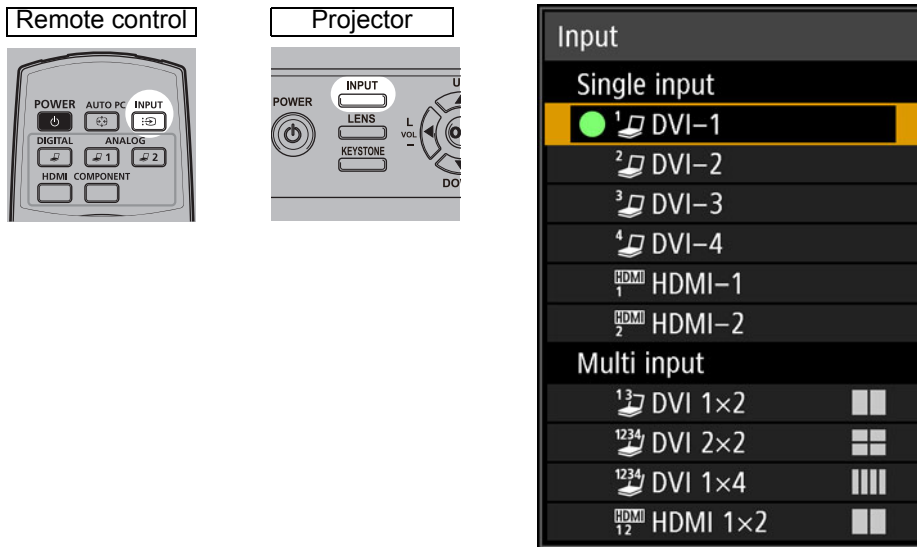 Remote control
POWER AUTO PC INPUT
DIGITAL ANALOG
1 2
HDMI COMPONENT
Projector
INPUT
POWER
LENS
L
VOL
KEYSTONE
Input
Single input
1 DVI–1
2 DVI–2
3 DVI–3
4 DVI–4
HDMI 1 HDMI–1
HDMI 2 HDMI–2
Multi input
13 DVI 1×2
1234 DVI 2×2
1234 DVI 1×4
HDMI 12 HDMI 1×2